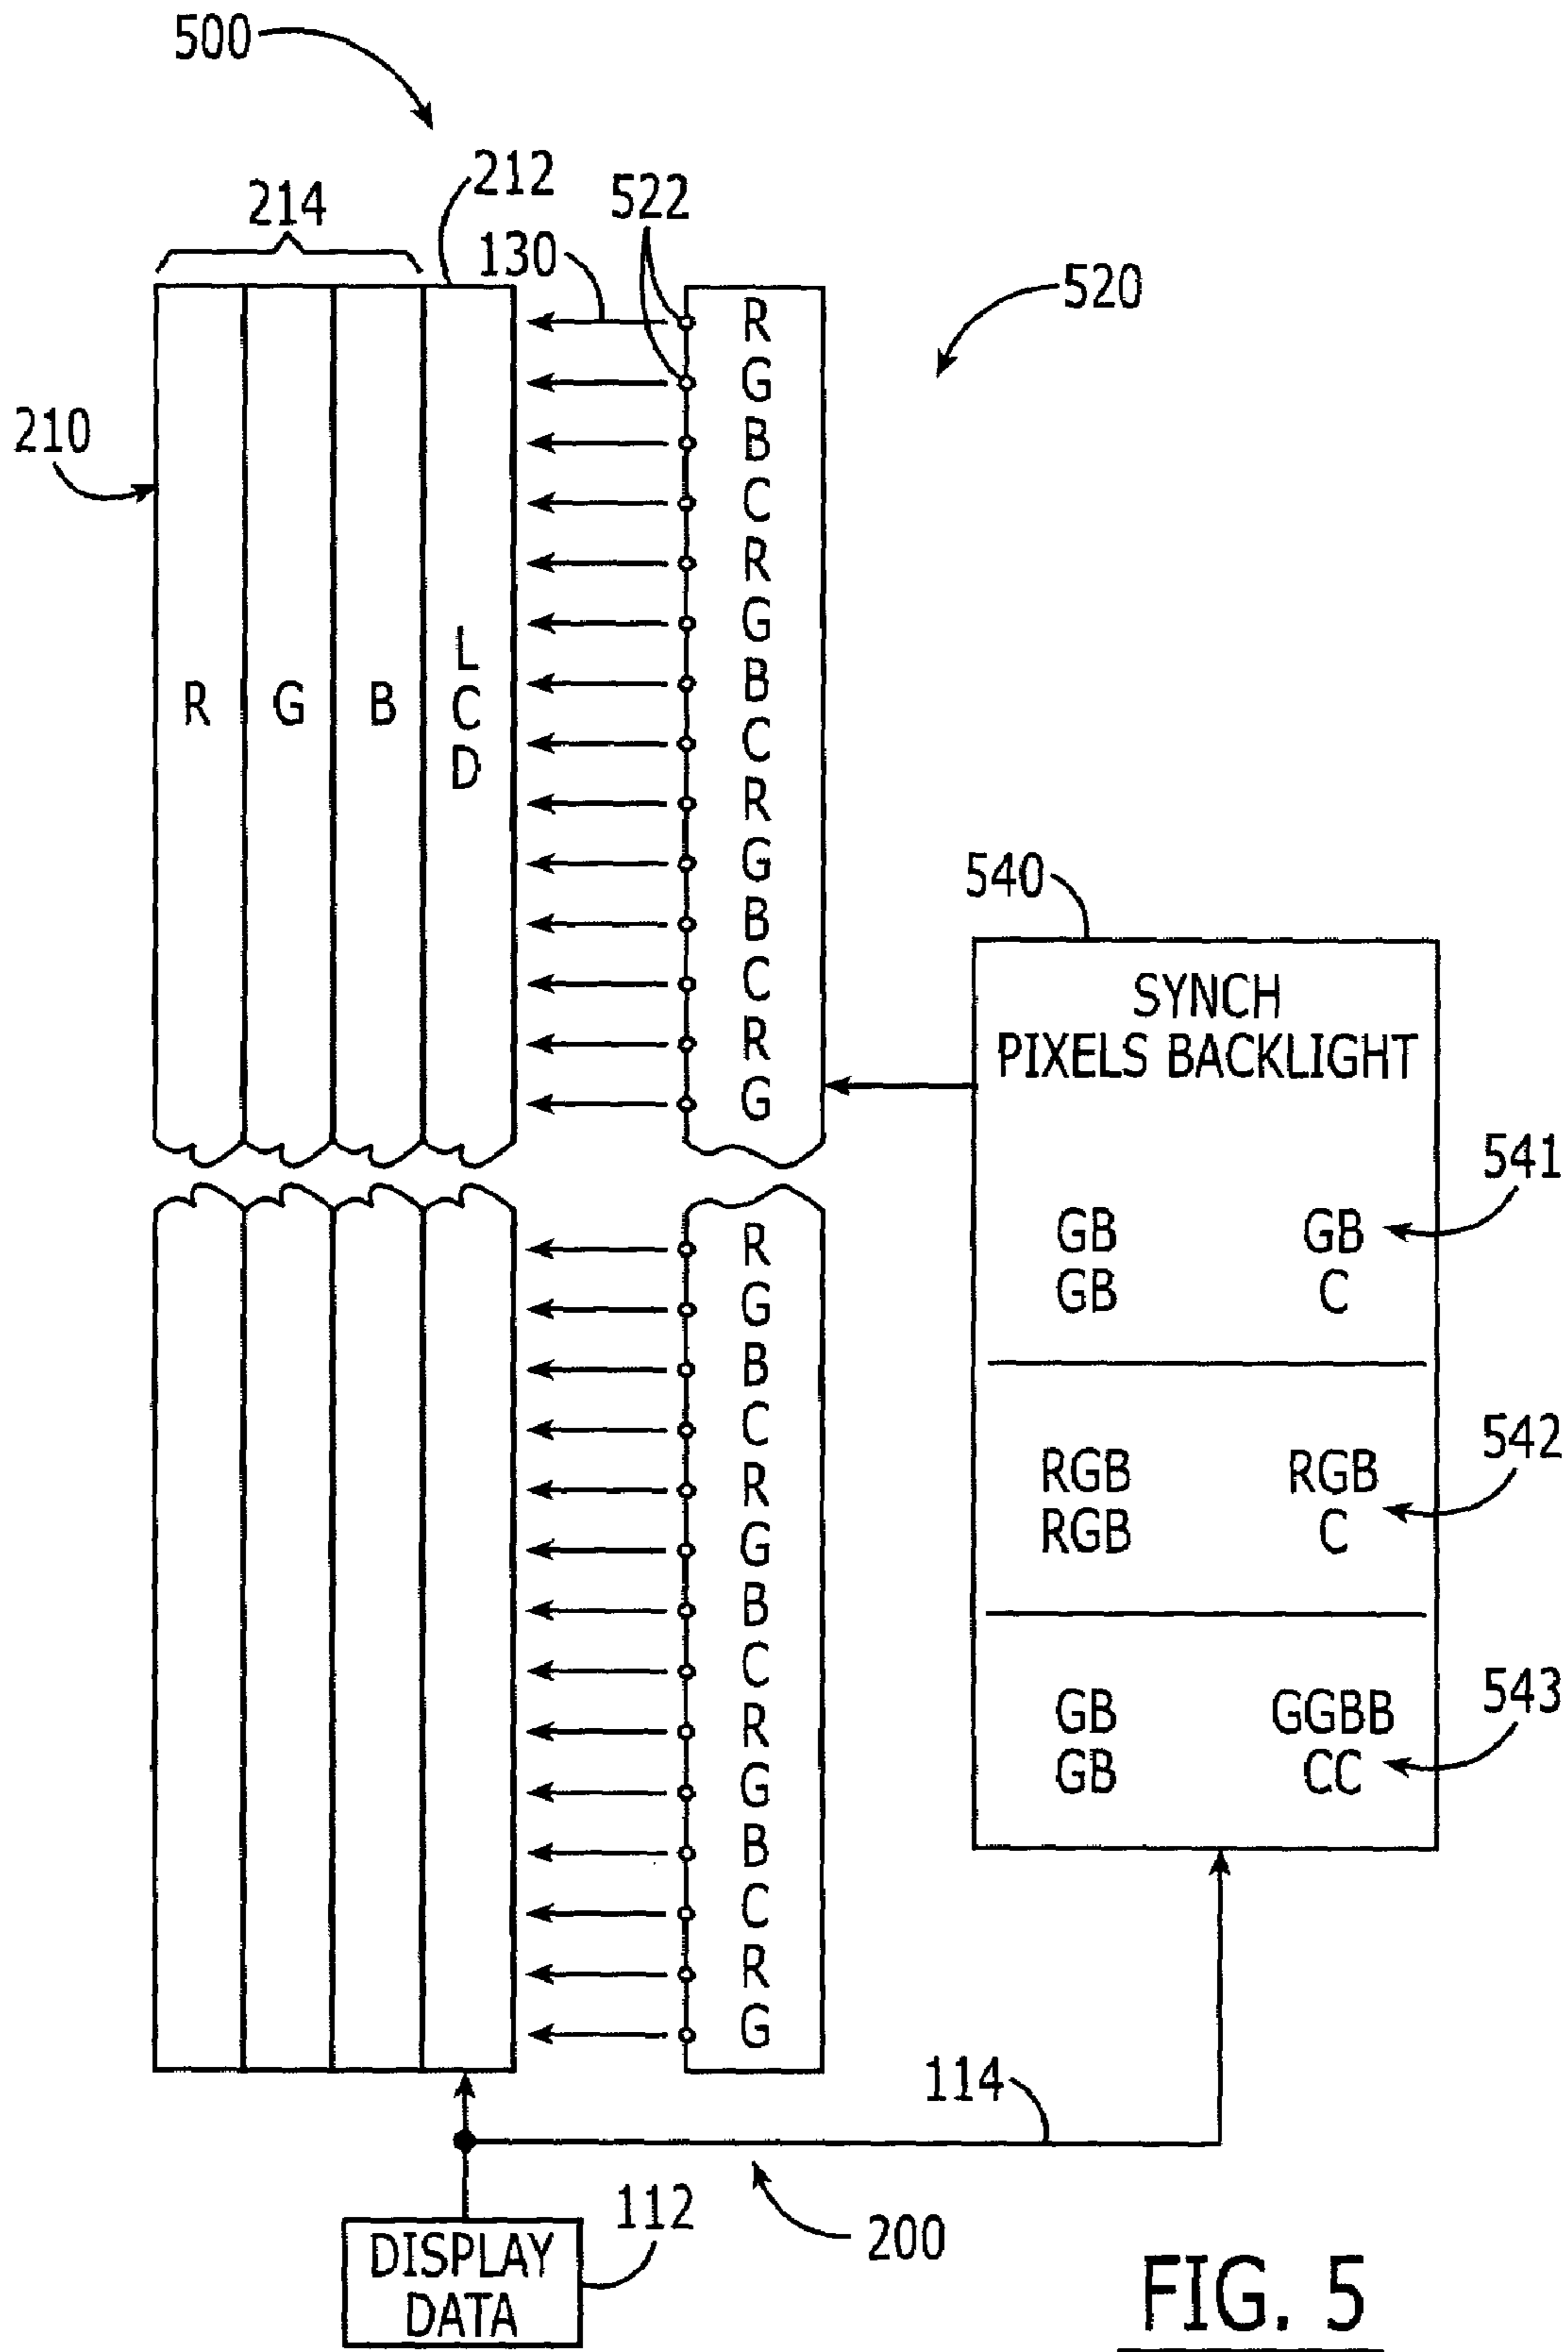 500
214
212
130
522
520
210
R
G
B
C
R
G
B
C
R
G
B
C
R
G
R G B
L
C
D
540
SYNCH
PIXELS BACKLIGHT
541
GB GB
GB C
542
RGB RGB
RGB C
543
GB GGBB
GB CC
R
G
B
C
R
G
B
C
R
G
B
C
R
G
114
112
200
DISPLAY
DATA
FIG. 5